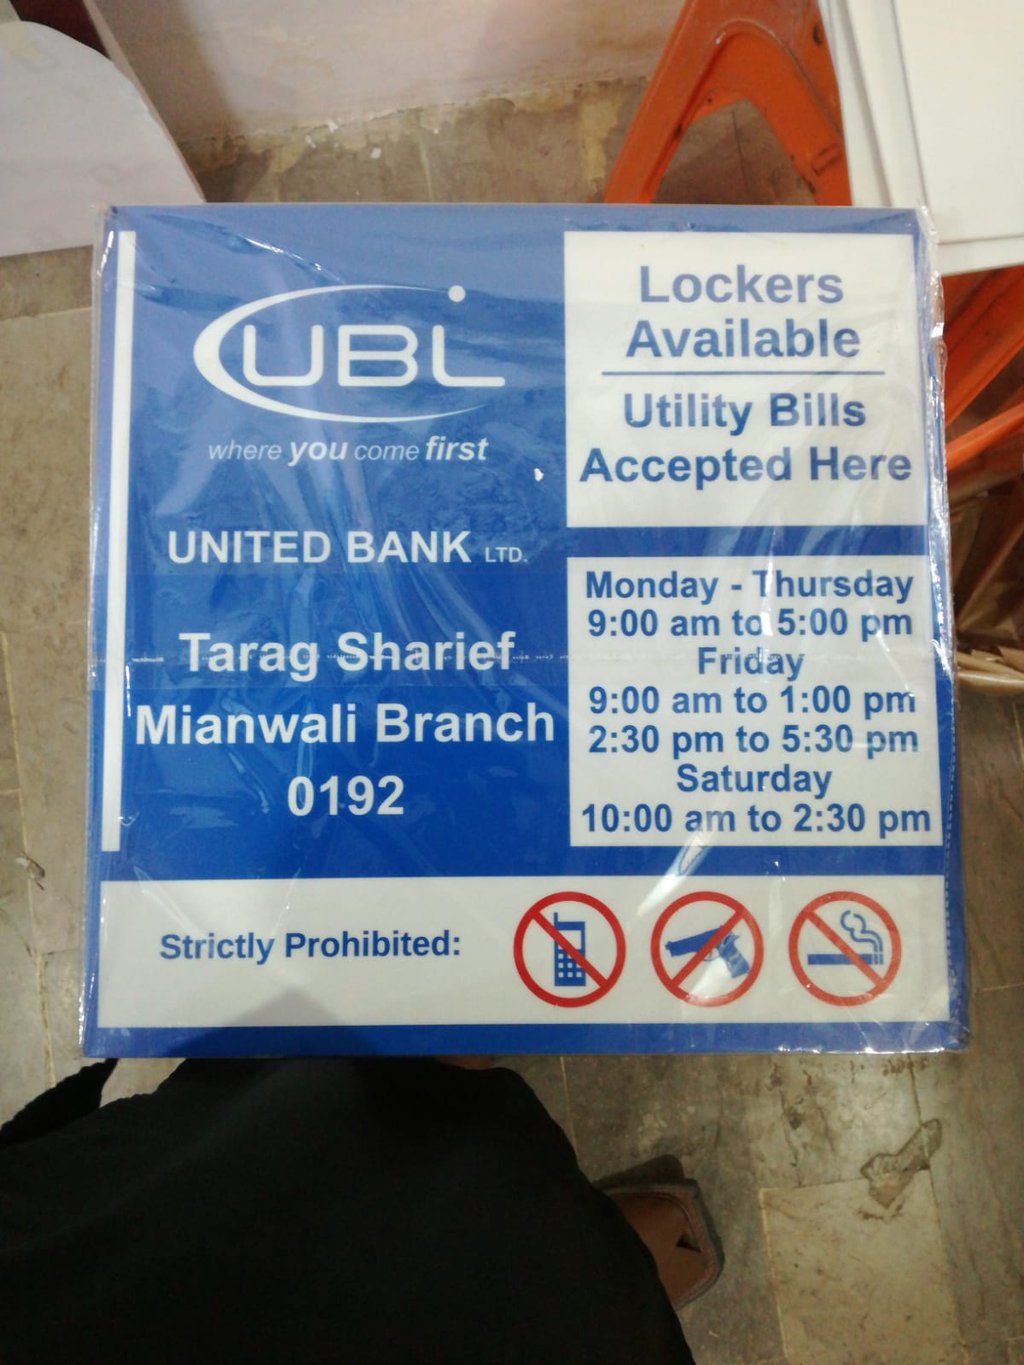 UBL
where you come first
UNITED BANK LTD.
Tarag Sharief
Mianwali Branch
0192
Lockers
Available
Utility Bills
Accepted Here
Monday - Thursday
9:00 am to 5:00 pm
Friday
9:00 am to 1:00 pm
2:30 pm to 5:30 pm
Saturday
10:00 am to 2:30 pm
Strictly Prohibited: